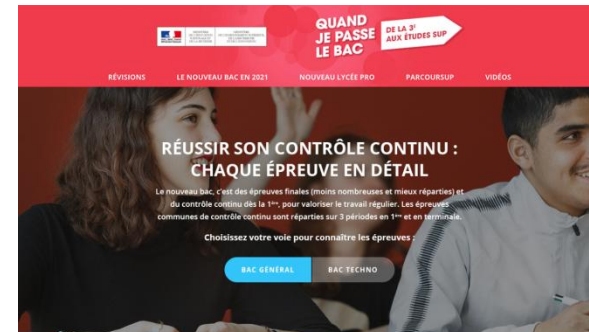 QUAND
JE PASSE
LE BAC
DE LA 3e
AUX ÉTUDES SUP
RÉVISIONS
LE NOUVEAU BAC EN 2021
NOUVEAU LYCÉE PRO
PARCOURSUP
VIDÉOS
RÉUSSIR SON CONTRÔLE CONTINU :
CHAQUE ÉPREUVE EN DÉTAIL
Le nouveau bac, c'est des épreuves finales (moins nombreuses et mieux réparties) et
du contrôle continu dès la 1ère, pour valoriser le travail régulier. Les épreuves
communes de contrôle continu sont réparties sur 3 périodes en 1ère et en terminale.
Choisissez votre voie pour connaître les épreuves :
BAC GÉNÉRAL
BAC TECHNO